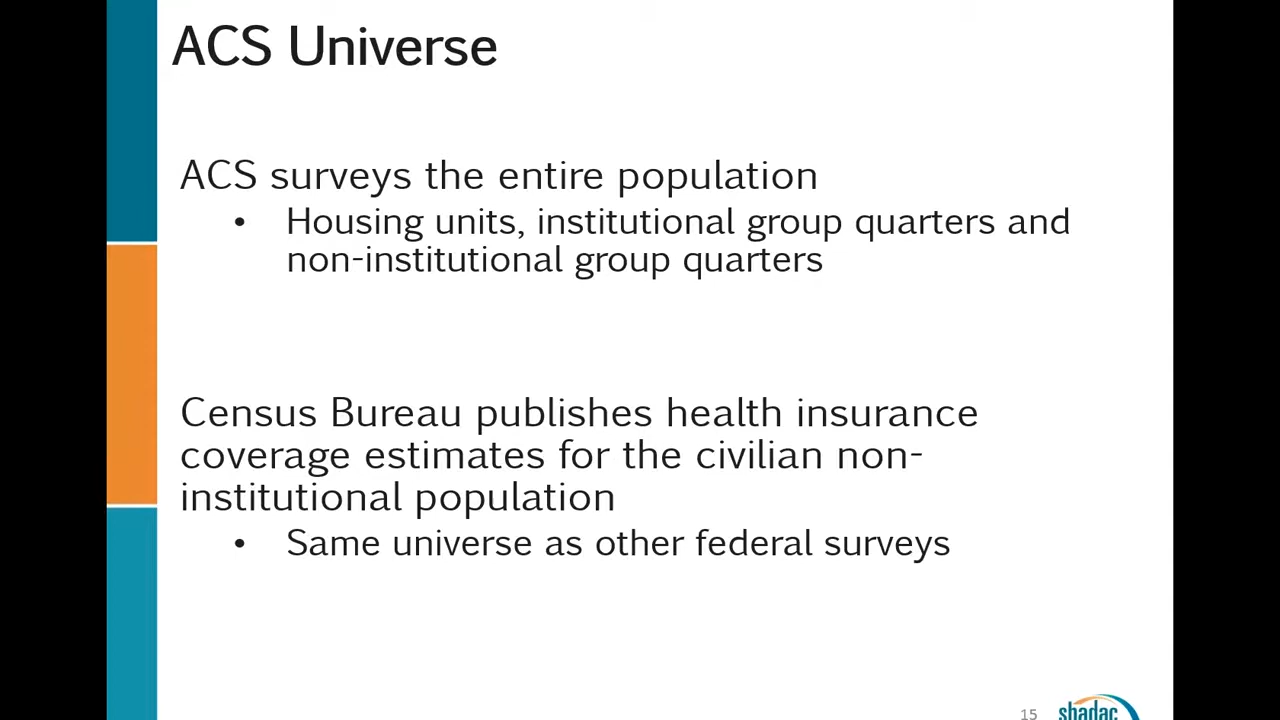 ACS Universe
ACS surveys the entire population
• Housing units, institutional group quarters and
non-institutional group quarters
Census Bureau publishes health insurance
coverage estimates for the civilian non-
institutional population
• Same universe as other federal surveys
15
shadac